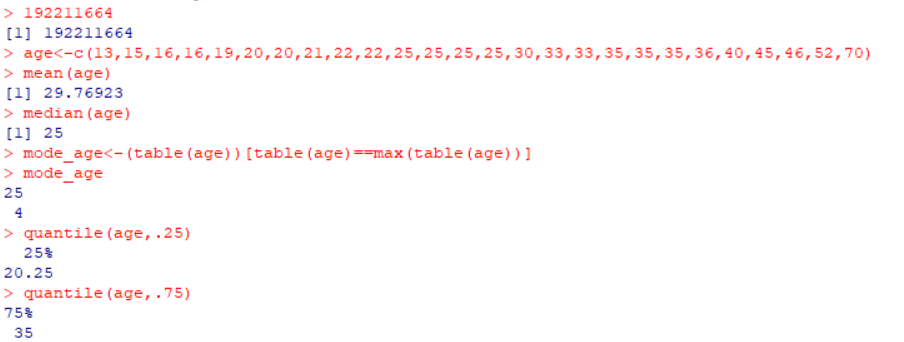 > 192211664
[1] 192211664
> age<-c(13,15,16,16,19,20,20,21,22,22,25,25,25,25,30,33,33,35,35,35,36,40,45,46,52,70)
> mean(age)
[1] 29.76923
> median(age)
[1] 25
> mode_age<-(table(age))[table(age)==max(table(age))]
> mode_age
25
 4
> quantile(age,.25)
  25%
20.25
> quantile(age,.75)
75%
 35